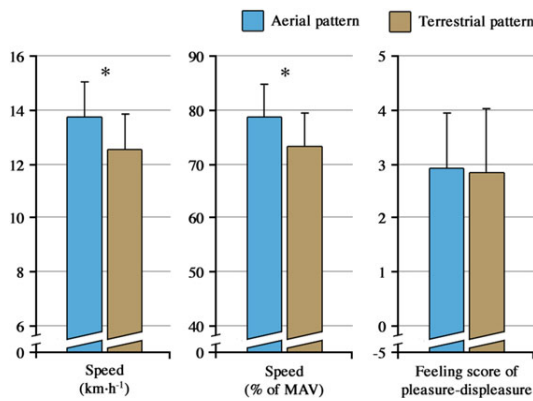 Aerial pattern
Terrestrial pattern
16
14
12
10
8
6
0
*
Speed
(km·h⁻¹)
90
80
70
60
50
40
0
*
Speed
(% of MAV)
5
4
3
2
1
0
-5
Feeling score of
pleasure-displeasure